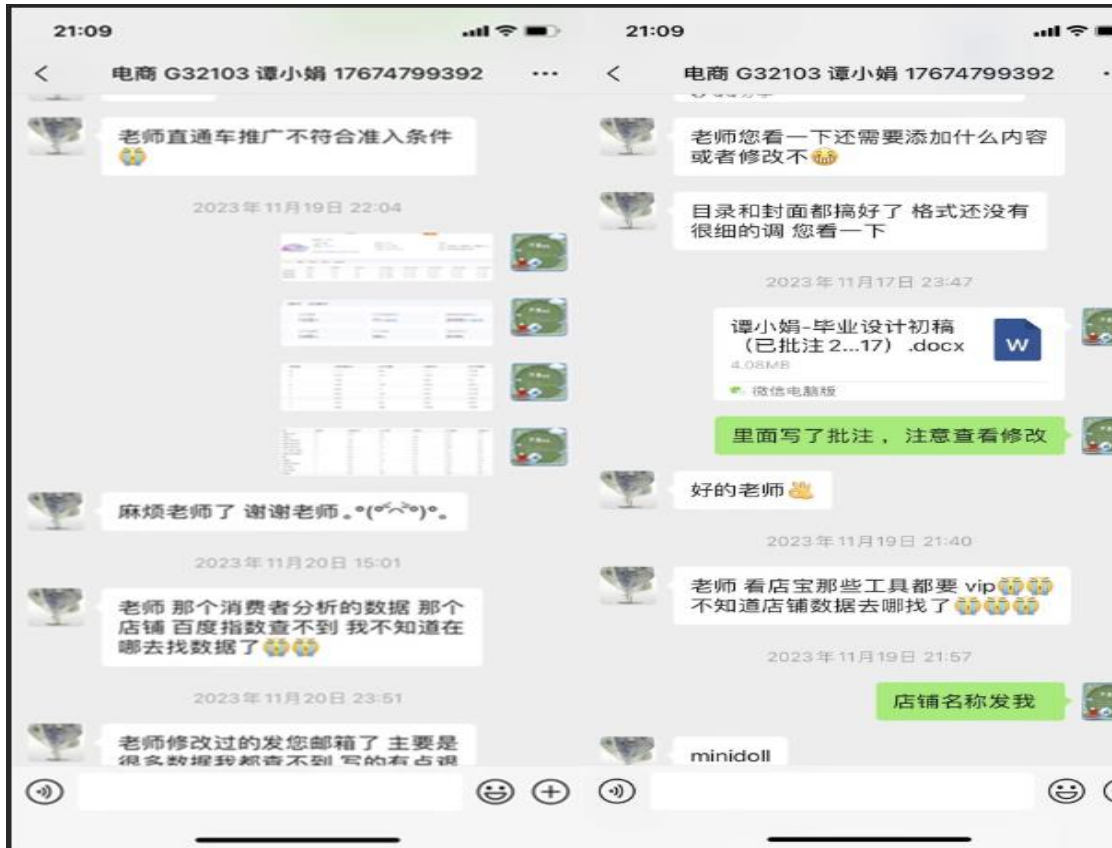 21:09
电商 G32103 谭小娟 17674799392
老师直通车推广不符合准入条件
2023年11月19日 22:04
麻烦老师了 谢谢老师
2023年11月20日 15:01
老师 那个消费者分析的数据 那个
店铺 百度指数查不到 我不知道在
哪去找数据了
2023年11月20日 23:51
老师修改过的发您邮箱了 主要是
很多数据我都查不到 写的有点
21:09
电商 G32103 谭小娟 17674799392
老师您看一下还需要添加什么内容
或者修改不
目录和封面都搞好了 格式还没有
很细的调 您看一下
2023年11月17日 23:47
谭小娟-毕业设计初稿
（已批注2...17）.docx
W
4.08MB
微信电脑版
里面写了批注，注意查看修改
好的老师
2023年11月19日 21:40
老师 看店宝那些工具都要 vip
不知道店铺数据去哪找了
2023年11月19日 21:57
店铺名称发我
minidoll